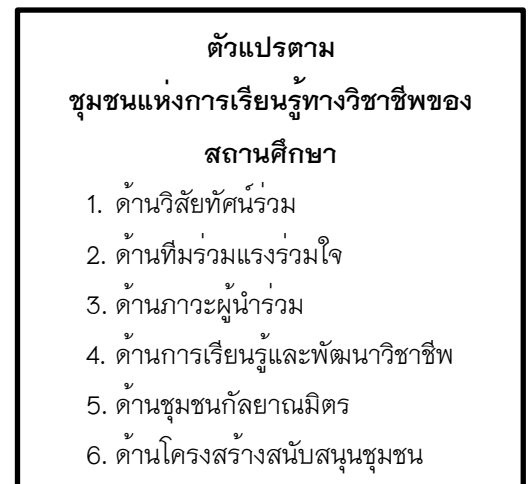 ตัวแปรตาม
ชุมชนแห่งการเรียนรู้ทางวิชาชีพของ
สถานศึกษา
1. ด้านวิสัยทัศน์ร่วม
2. ด้านทีมร่วมแรงร่วมใจ
3. ด้านภาวะผู้นำร่วม
4. ด้านการเรียนรู้และพัฒนาวิชาชีพ
5. ด้านชุมชนกัลยาณมิตร
6. ด้านโครงสร้างสนับสนุนชุมชน